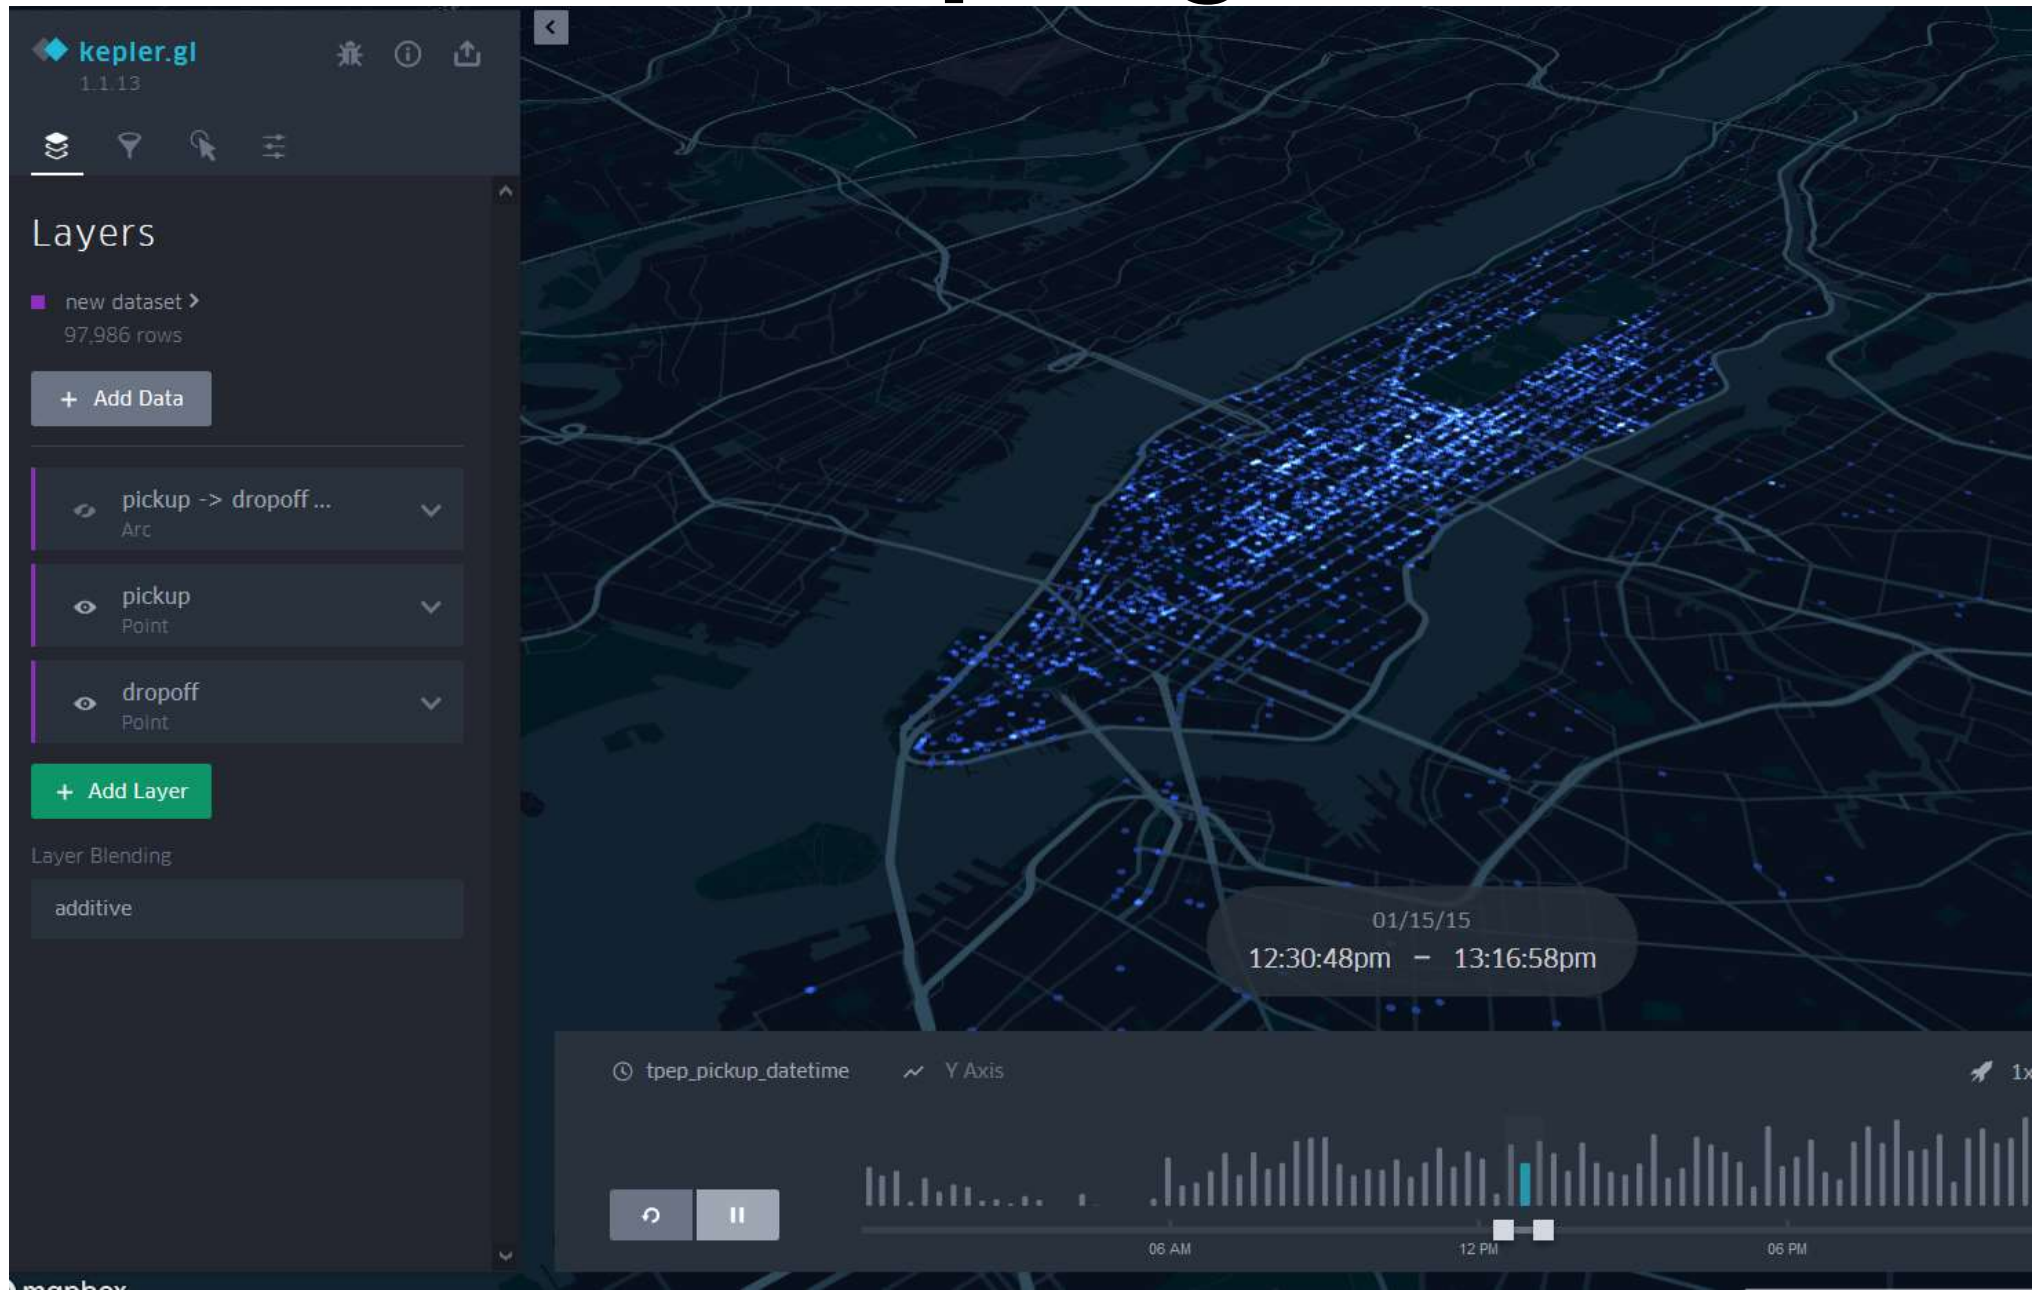 kepler.gl
1.1.13
Layers
new dataset
97,986 rows
+ Add Data
pickup -> dropoff ...
Arc
pickup
Point
dropoff
Point
+ Add Layer
Layer Blending
additive
01/15/15
12:30:48pm – 13:16:58pm
tpep_pickup_datetime Y Axis 1x
06 AM 12 PM 06 PM
mapbox